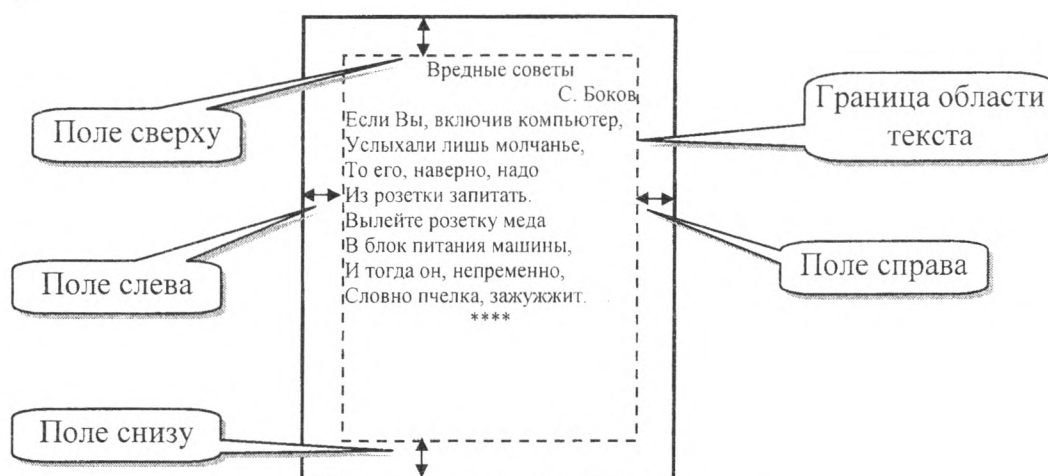 Вредные советы
С. Боков
Если Вы, включив компьютер,
Услыхали лишь молчанье,
То его, наверно, надо
Из розетки запитать.
Вылейте розетку меда
В блок питания машины,
И тогда он, непременно,
Словно пчелка, зажужжит.
****
Поле сверху
Граница области
текста
Поле слева
Поле справа
Поле снизу